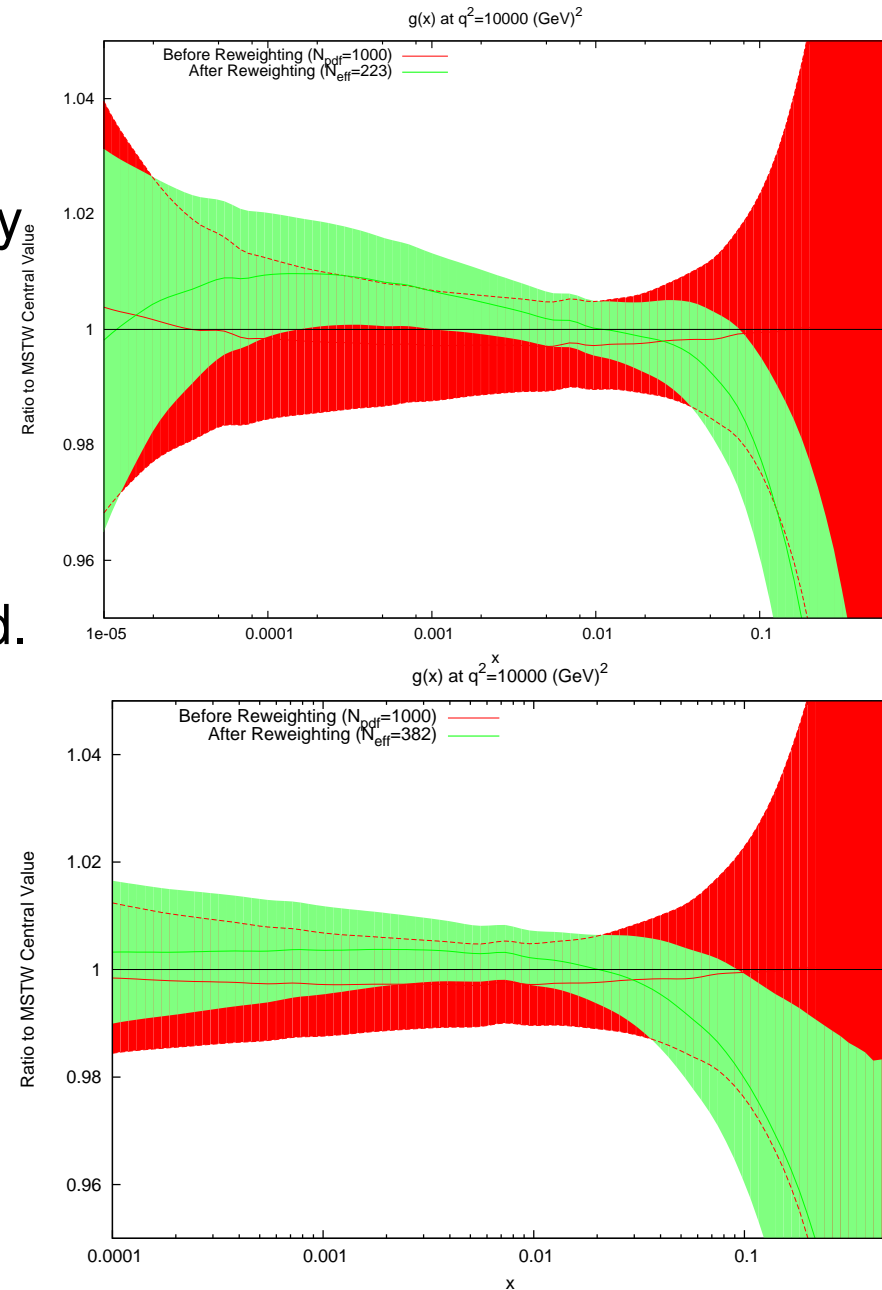 g(x) at q²=10000 (GeV)²
Before Reweighting (N_pdf=1000)
After Reweighting (N_eff=223)
1.04
1.02
1
0.98
0.96
Ratio to MSTW Central Value
y
d.
1e-05 0.0001 0.001 0.01 0.1
x
g(x) at q²=10000 (GeV)²
Before Reweighting (N_pdf=1000)
After Reweighting (N_eff=382)
1.04
1.02
1
0.98
0.96
Ratio to MSTW Central Value
0.0001 0.001 0.01 0.1
x